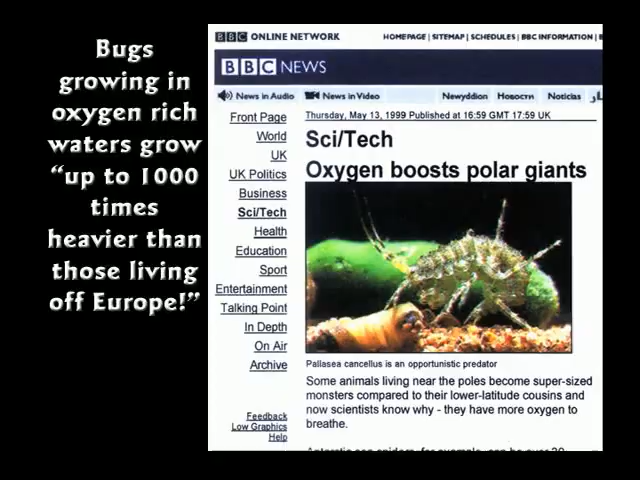 Bugs
growing in
oxygen rich
waters grow
“up to 1000
times
heavier than
those living
off Europe!”
BBC ONLINE NETWORK
HOMEPAGE | SITEMAP | SCHEDULES | BBC INFORMATION |
BBC NEWS
News in Audio News in Video Newyddion Новости Noticias
Thursday, May 13, 1999 Published at 16:59 GMT 17:59 UK
Front Page
World
UK
UK Politics
Business
Sci/Tech
Health
Education
Sport
Entertainment
Talking Point
In Depth
On Air
Archive
Feedback
Low Graphics
Help
Sci/Tech
Oxygen boosts polar giants
Pallasea cancellus is an opportunistic predator
Some animals living near the poles become super-sized
monsters compared to their lower-latitude cousins and
now scientists know why - they have more oxygen to
breathe.